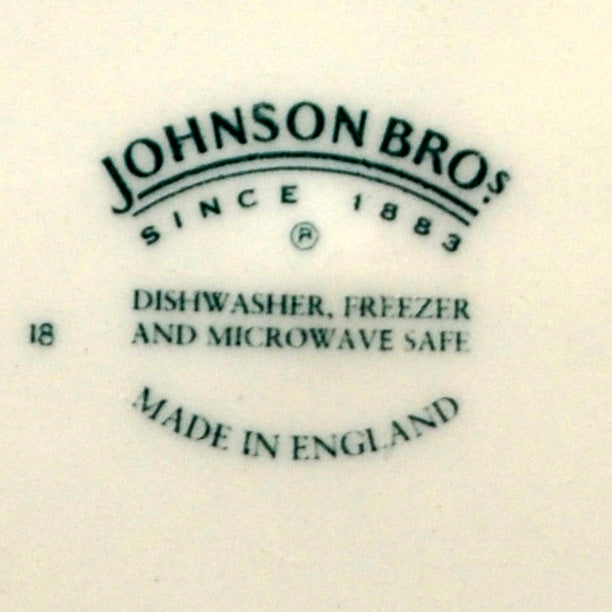 JOHNSON BROS.
SINCE 1883
®
DISHWASHER, FREEZER
18
AND MICROWAVE SAFE
MADE IN ENGLAND